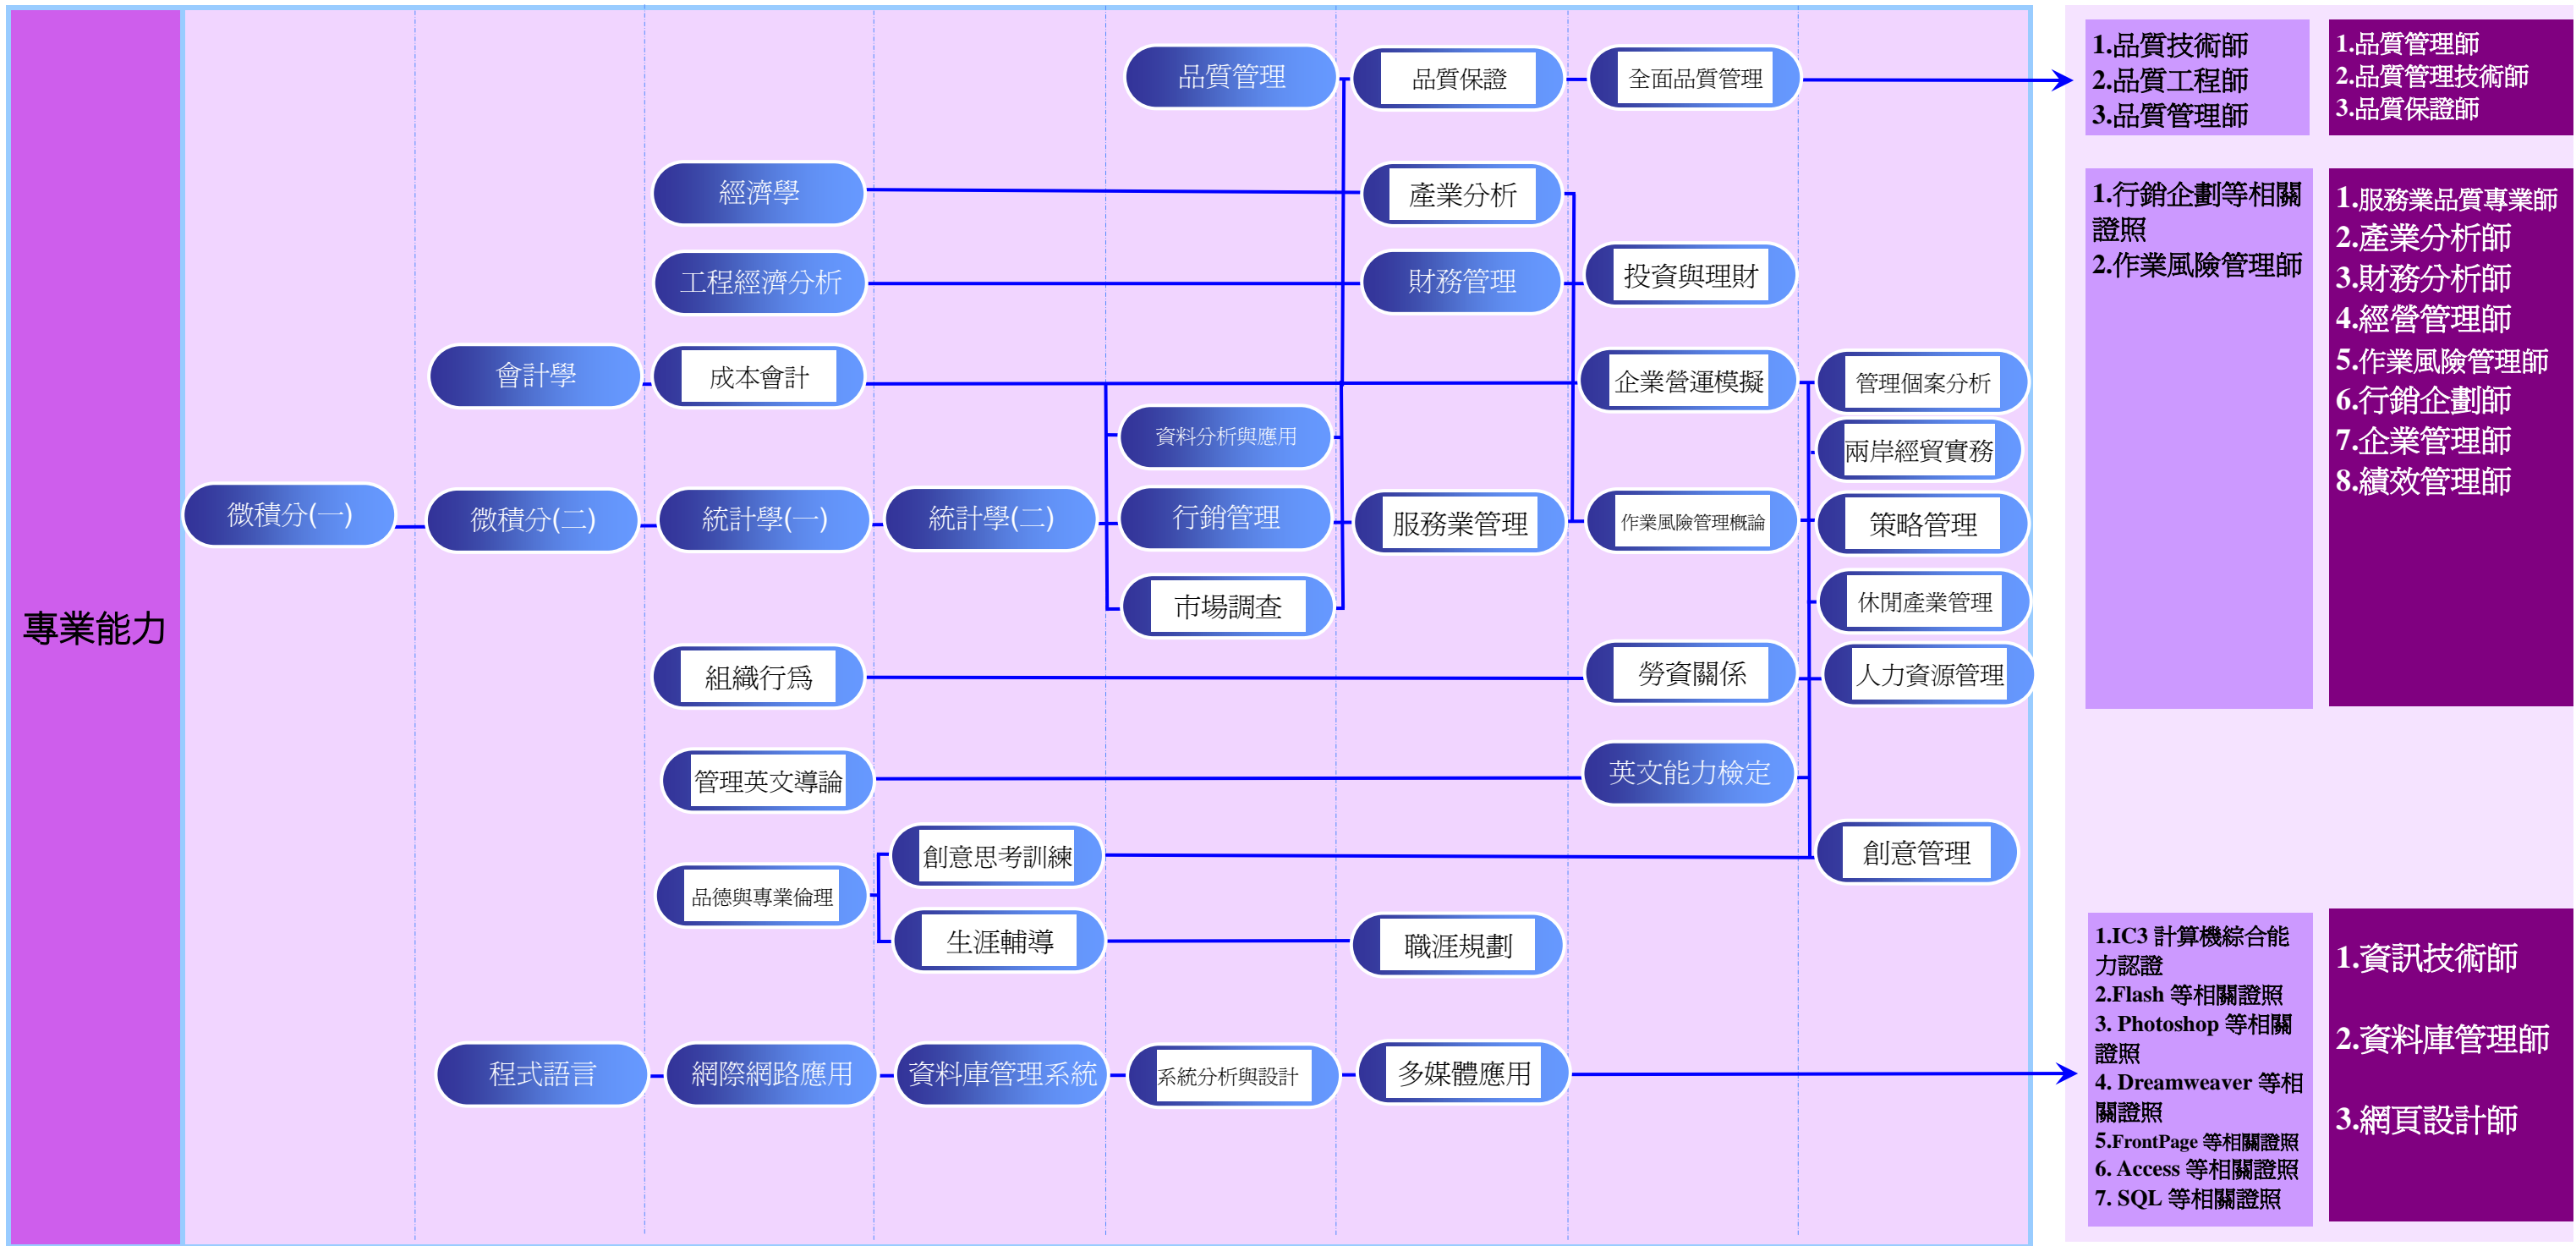 專業能力
品質管理
品質保證
全面品質管理
經濟學
產業分析
工程經濟分析
財務管理
投資與理財
會計學
成本會計
企業營運模擬
管理個案分析
資料分析與應用
兩岸經貿實務
微積分(一)
微積分(二)
統計學(一)
統計學(二)
行銷管理
服務業管理
作業風險管理概論
策略管理
市場調查
休閒產業管理
組織行為
勞資關係
人力資源管理
管理英文導論
英文能力檢定
創意思考訓練
創意管理
品德與專業倫理
生涯輔導
職涯規劃
程式語言
網際網路應用
資料庫管理系統
系統分析與設計
多媒體應用
1.品質技術師
2.品質工程師
3.品質管理師
1.品質管理師
2.品質管理技術師
3.品質保證師
1.行銷企劃等相關
證照
2.作業風險管理師
1.服務業品質專業師
2.產業分析師
3.財務分析師
4.經營管理師
5.作業風險管理師
6.行銷企劃師
7.企業管理師
8.績效管理師
1.IC3 計算機綜合能
力認證
2.Flash 等相關證照
3. Photoshop 等相關
證照
4. Dreamweaver 等相
關證照
5.FrontPage 等相關證照
6. Access 等相關證照
7. SQL 等相關證照
1.資訊技術師
2.資料庫管理師
3.網頁設計師